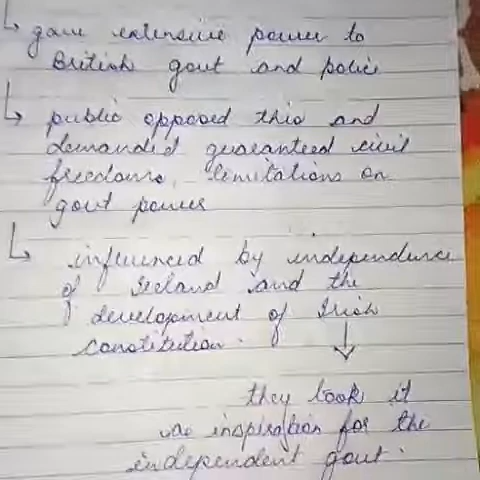 ↳ gave extensive power to
British govt and police
↳ public opposed this and
demanded guaranteed civil
freedoms, limitations on
govt power
↳ influenced by independence
of Ireland and the
development of Irish
constitution.
↓
they took it
as inspiration for the
independent govt.